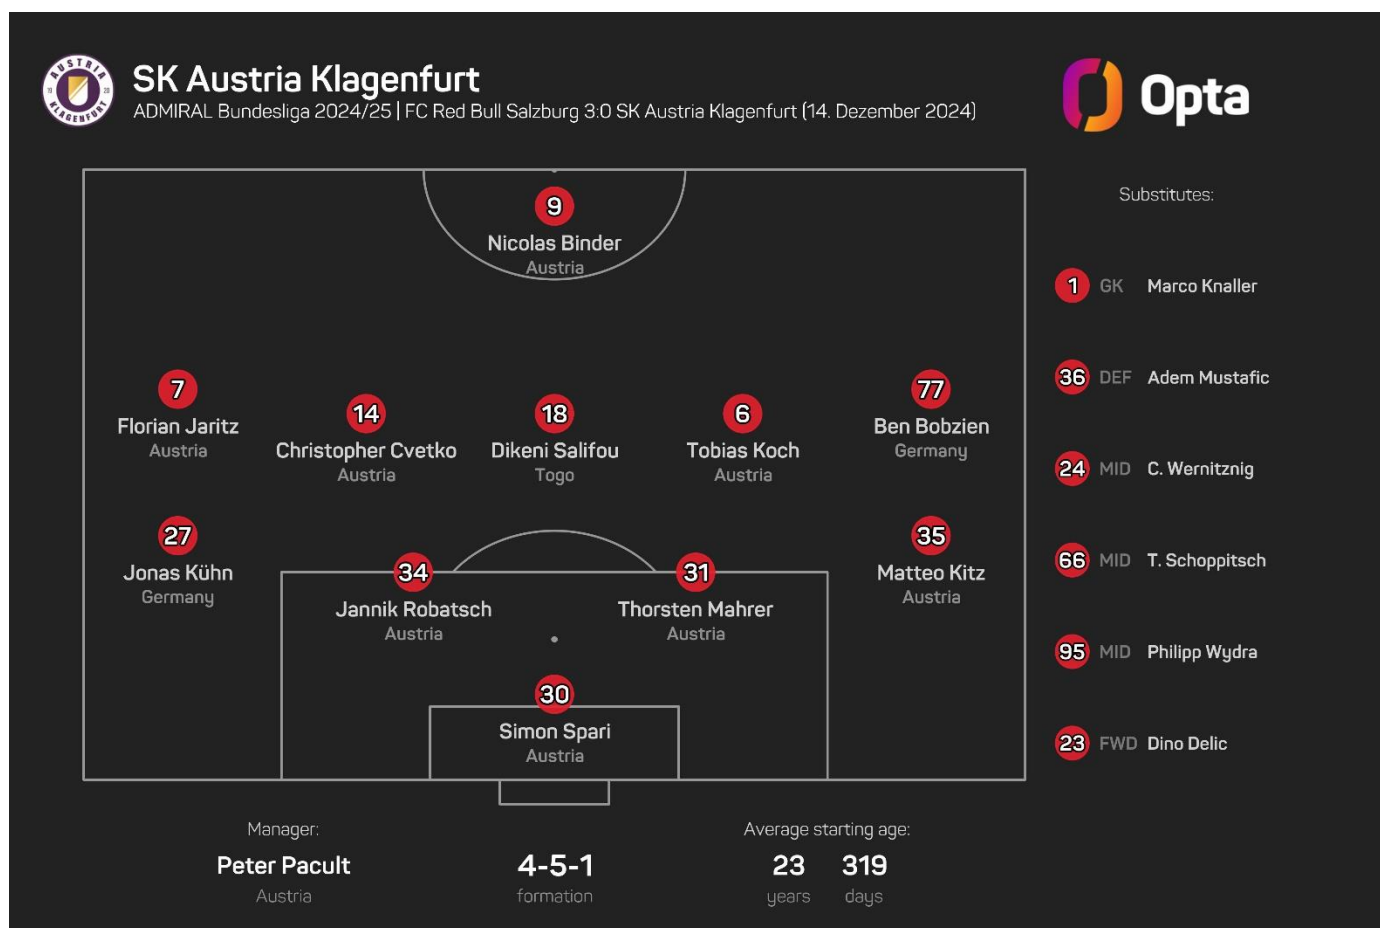 SK Austria Klagenfurt
ADMIRAL Bundesliga 2024/25 | FC Red Bull Salzburg 3:0 SK Austria Klagenfurt (14. Dezember 2024)
AUSTRIA
KLAGENFURT
Opta
9
Nicolas Binder
Austria
7
Florian Jaritz
Austria
14
Christopher Cvetko
Austria
18
Dikeni Salifou
Togo
6
Tobias Koch
Austria
77
Ben Bobzien
Germany
27
Jonas Kühn
Germany
34
Jannik Robatsch
Austria
31
Thorsten Mahrer
Austria
35
Matteo Kitz
Austria
30
Simon Spari
Austria
Substitutes:
1 GK Marco Knaller
36 DEF Adem Mustafic
24 MID C. Wernitznig
66 MID T. Schoppitsch
95 MID Philipp Wydra
23 FWD Dino Delic
Manager:
Peter Pacult
Austria
4-5-1
formation
Average starting age:
23 319
years days